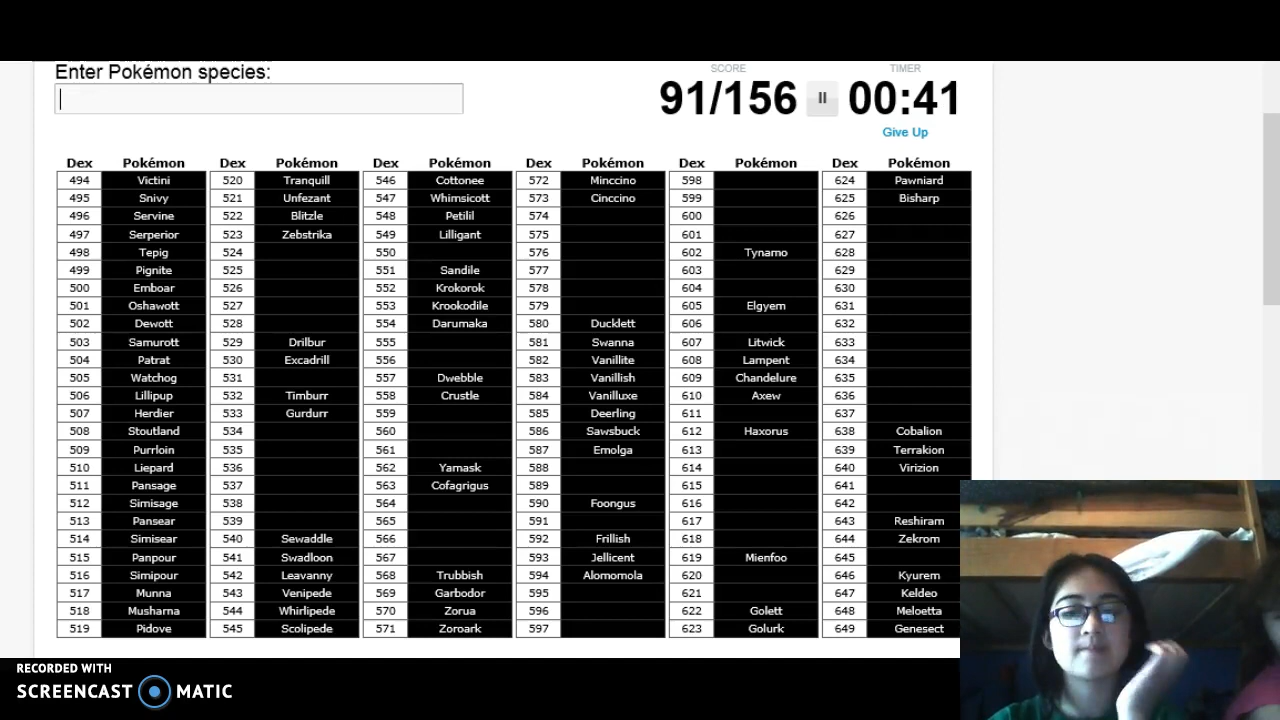 Enter Pokémon species:
SCORE
TIMER
91/156
00:41
Give Up
Dex Pokémon Dex Pokémon Dex Pokémon Dex Pokémon Dex Pokémon Dex Pokémon
494 Victini 520 Tranquill 546 Cottonee 572 Minccino 598 624 Pawniard
495 Snivy 521 Unfezant 547 Whimsicott 573 Cinccino 599 625 Bisharp
496 Servine 522 Blitzle 548 Petilil 574 600 626
497 Serperior 523 Zebstrika 549 Lilligant 575 601 627
498 Tepig 524 550 576 602 Tynamo 628
499 Pignite 525 551 Sandile 577 603 629
500 Emboar 526 552 Krokorok 578 604 630
501 Oshawott 527 553 Krookodile 579 605 Elgyem 631
502 Dewott 528 554 Darumaka 580 Ducklett 606 632
503 Samurott 529 Drilbur 555 581 Swanna 607 Litwick 633
504 Patrat 530 Excadrill 556 582 Vanillite 608 Lampent 634
505 Watchog 531 557 Dwebble 583 Vanillish 609 Chandelure 635
506 Lillipup 532 Timburr 558 Crustle 584 Vanilluxe 610 Axew 636
507 Herdier 533 Gurdurr 559 585 Deerling 611 637
508 Stoutland 534 560 586 Sawsbuck 612 Haxorus 638 Cobalion
509 Purrloin 535 561 587 Emolga 613 639 Terrakion
510 Liepard 536 562 Yamask 588 614 640 Virizion
511 Pansage 537 563 Cofagrigus 589 615 641
512 Simisage 538 564 590 Foongus 616 642
513 Pansear 539 565 591 617 643 Reshiram
514 Simisear 540 Sewaddle 566 592 Frillish 618 644 Zekrom
515 Panpour 541 Swadloon 567 593 Jellicent 619 Mienfoo 645
516 Simipour 542 Leavanny 568 Trubbish 594 Alomomola 620 646 Kyurem
517 Munna 543 Venipede 569 Garbodor 595 621 647 Keldeo
518 Musharna 544 Whirlipede 570 Zorua 596 622 Golett 648 Meloetta
519 Pidove 545 Scolipede 571 Zoroark 597 623 Golurk 649 Genesect
RECORDED WITH
SCREENCAST MATIC